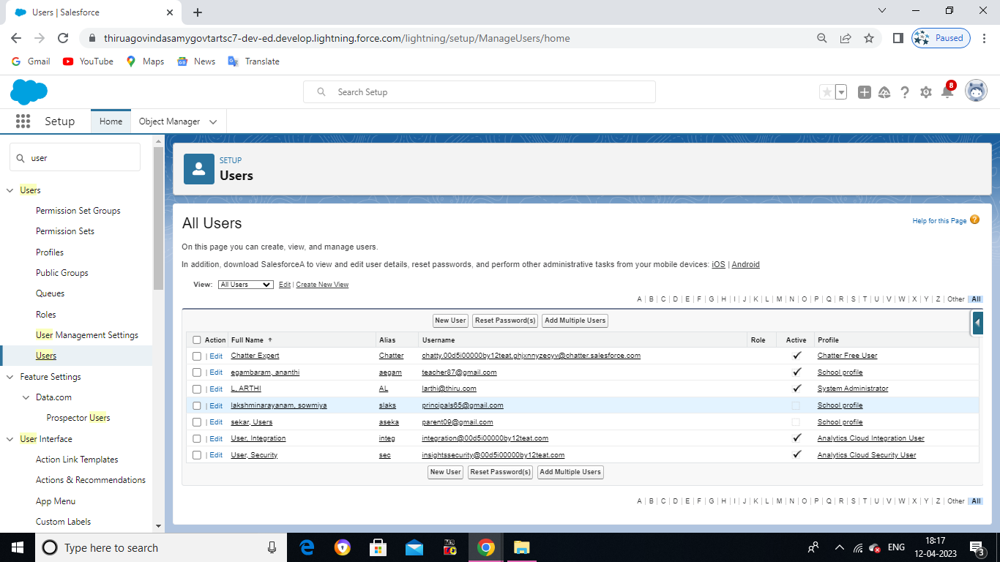 Users | Salesforce
thiruagovindasamygovtartsc7-dev-ed.develop.lightning.force.com/lightning/setup/ManageUsers/home
Paused
Gmail YouTube Maps News Translate
Search Setup
8
Setup Home Object Manager
user
Users
Permission Set Groups
Permission Sets
Profiles
Public Groups
Queues
Roles
User Management Settings
Users
Feature Settings
Data.com
Prospector Users
User Interface
Action Link Templates
Actions & Recommendations
App Menu
Custom Labels
SETUP
Users
All Users
Help for this Page ?
On this page you can create, view, and manage users.
In addition, download SalesforceA to view and edit user details, reset passwords, and perform other administrative tasks from your mobile devices: iOS | Android
View: All Users Edit | Create New View
A | B | C | D | E | F | G | H | I | J | K | L | M | N | O | P | Q | R | S | T | U | V | W | X | Y | Z | Other | All
New User Reset Password(s) Add Multiple Users
Action Full Name Alias Username Role Active Profile
| Edit Chatter Expert Chatter chatty.00d5i00000by12teat.ghjxnnyzecyv@chatter.salesforce.com Chatter Free User
| Edit egambaram, ananthi aegam teacher87@gmail.com School profile
| Edit L, ARTHI AL larthi@thiru.com System Administrator
| Edit lakshminarayanam, sowmiya slaks principals65@gmail.com School profile
| Edit sekar, Users aseka parent09@gmail.com School profile
| Edit User, Integration integ integration@00d5i00000by12teat.com Analytics Cloud Integration User
| Edit User, Security sec insightssecurity@00d5i00000by12teat.com Analytics Cloud Security User
New User Reset Password(s) Add Multiple Users
A | B | C | D | E | F | G | H | I | J | K | L | M | N | O | P | Q | R | S | T | U | V | W | X | Y | Z | Other | All
Type here to search
ENG
18:17
12-04-2023
3